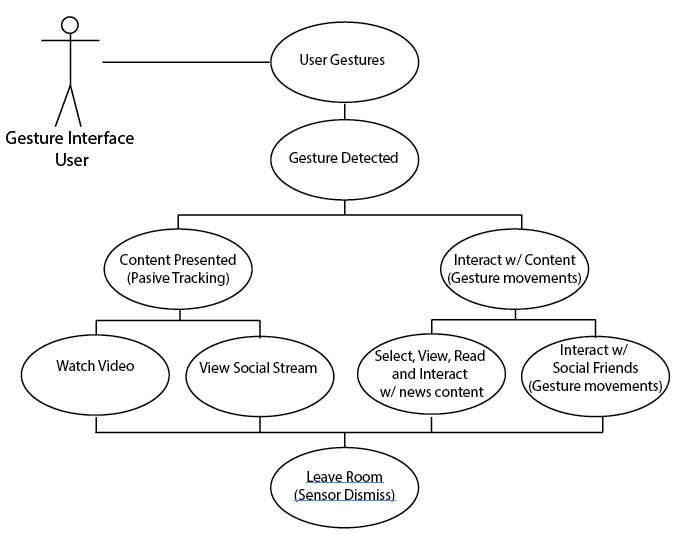 User Gestures
Gesture Interface
User
Gesture Detected
Content Presented
(Pasive Tracking)
Interact w/ Content
(Gesture movements)
Watch Video
View Social Stream
Select, View, Read
and Interact
w/ news content
Interact w/
Social Friends
(Gesture movements)
Leave Room
(Sensor Dismiss)